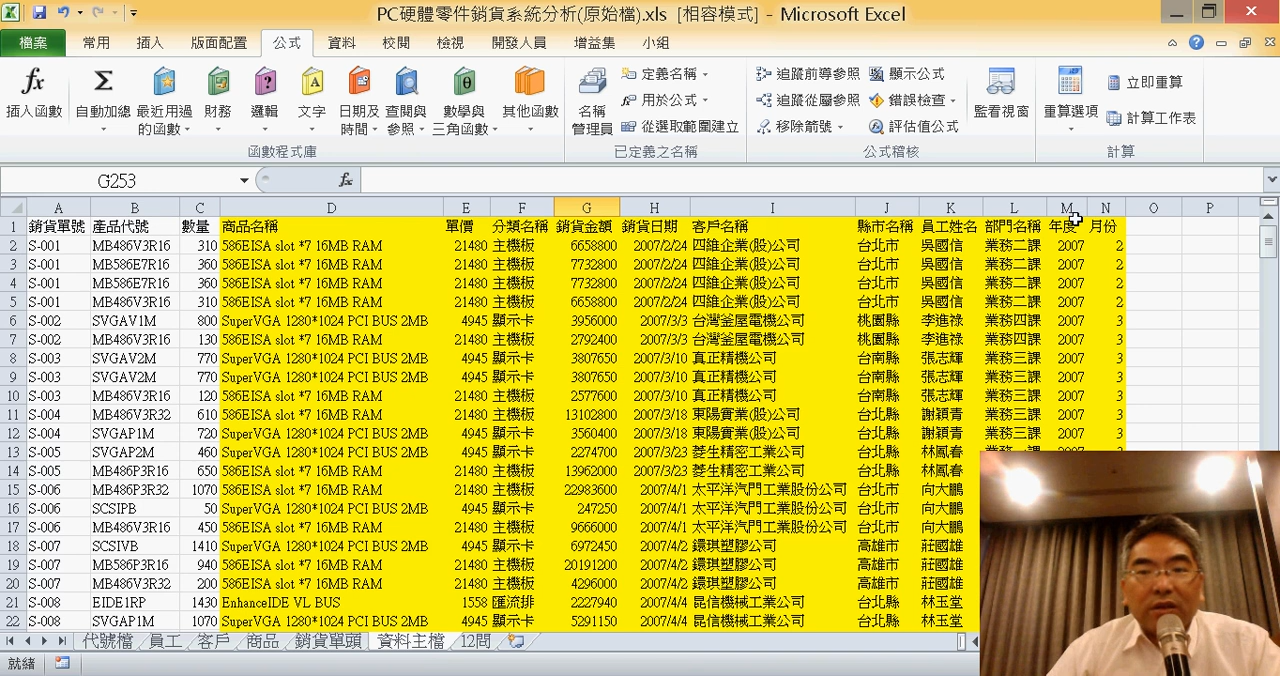 PC硬體零件銷貨系統分析(原始檔).xls [相容模式] - Microsoft Excel
檔案 常用 插入 版面配置 公式 資料 校閱 檢視 開發人員 增益集 小組
插入函數 自動加總 最近用過的函數 財務 邏輯 文字 日期及時間 查閱與參照 數學與三角函數 其他函數 名稱管理員 定義名稱 用於公式 從選取範圍建立 追蹤前導參照 追蹤從屬參照 移除箭號 顯示公式 錯誤檢查 評估值公式 監看視窗 重算選項 立即重算 計算工作表
函數程式庫 已定義之名稱 公式稽核 計算
G253 fx
A B C D E F G H I J K L M N O P
1 銷貨單號 產品代號 數量 商品名稱 單價 分類名稱 銷貨金額 銷貨日期 客戶名稱 縣市名稱 員工姓名 部門名稱 年度 月份
2 S-001 MB486V3R16 310 586EISA slot *7 16MB RAM 21480 主機板 6658800 2007/2/24 四維企業(股)公司 台北市 吳國信 業務二課 2007 2
3 S-001 MB586E7R16 360 586EISA slot *7 16MB RAM 21480 主機板 7732800 2007/2/24 四維企業(股)公司 台北市 吳國信 業務二課 2007 2
4 S-001 MB586E7R16 360 586EISA slot *7 16MB RAM 21480 主機板 7732800 2007/2/24 四維企業(股)公司 台北市 吳國信 業務二課 2007 2
5 S-001 MB486V3R16 310 586EISA slot *7 16MB RAM 21480 主機板 6658800 2007/2/24 四維企業(股)公司 台北市 吳國信 業務二課 2007 2
6 S-002 SVGAV1M 800 SuperVGA 1280*1024 PCI BUS 2MB 4945 顯示卡 3956000 2007/3/3 台灣釜屋電機公司 桃園縣 李進祿 業務四課 2007 3
7 S-002 MB486V3R16 130 586EISA slot *7 16MB RAM 21480 主機板 2792400 2007/3/3 台灣釜屋電機公司 桃園縣 李進祿 業務四課 2007 3
8 S-003 SVGAV2M 770 SuperVGA 1280*1024 PCI BUS 2MB 4945 顯示卡 3807650 2007/3/10 真正精機公司 台南縣 張志輝 業務三課 2007 3
9 S-003 SVGAV2M 770 SuperVGA 1280*1024 PCI BUS 2MB 4945 顯示卡 3807650 2007/3/10 真正精機公司 台南縣 張志輝 業務三課 2007 3
10 S-003 MB486V3R16 120 586EISA slot *7 16MB RAM 21480 主機板 2577600 2007/3/10 真正精機公司 台南縣 張志輝 業務三課 2007 3
11 S-004 MB486V3R32 610 586EISA slot *7 16MB RAM 21480 主機板 13102800 2007/3/18 東陽實業(股)公司 台北縣 謝穎青 業務三課 2007 3
12 S-004 SVGAP1M 720 SuperVGA 1280*1024 PCI BUS 2MB 4945 顯示卡 3560400 2007/3/18 東陽實業(股)公司 台北縣 謝穎青 業務三課 2007 3
13 S-005 SVGAP2M 460 SuperVGA 1280*1024 PCI BUS 2MB 4945 顯示卡 2274700 2007/3/23 菱生精密工業公司 台北縣 林鳳春
14 S-005 MB486P3R16 650 586EISA slot *7 16MB RAM 21480 主機板 13962000 2007/3/23 菱生精密工業公司 台北縣 林鳳春
15 S-006 MB486P3R32 1070 586EISA slot *7 16MB RAM 21480 主機板 22983600 2007/4/1 太平洋汽門工業股份公司 台北市 向大鵬
16 S-006 SCSIPB 50 SuperVGA 1280*1024 PCI BUS 2MB 4945 顯示卡 247250 2007/4/1 太平洋汽門工業股份公司 台北市 向大鵬
17 S-006 MB486V3R16 450 586EISA slot *7 16MB RAM 21480 主機板 9666000 2007/4/1 太平洋汽門工業股份公司 台北市 向大鵬
18 S-007 SCSIVB 1410 SuperVGA 1280*1024 PCI BUS 2MB 4945 顯示卡 6972450 2007/4/2 鐶琪塑膠公司 高雄市 莊國雄
19 S-007 MB586P3R16 940 586EISA slot *7 16MB RAM 21480 主機板 20191200 2007/4/2 鐶琪塑膠公司 高雄市 莊國雄
20 S-007 MB486V3R32 200 586EISA slot *7 16MB RAM 21480 主機板 4296000 2007/4/2 鐶琪塑膠公司 高雄市 莊國雄
21 S-008 EIDE1RP 1430 EnhanceIDE VL BUS 1558 匯流排 2227940 2007/4/4 昆信機械工業公司 台北縣 林玉堂
22 S-008 SVGAP1M 1070 SuperVGA 1280*1024 PCI BUS 2MB 4945 顯示卡 5291150 2007/4/4 昆信機械工業公司 台北縣 林玉堂
代號檔 員工 客戶 商品 銷貨單頭 資料主檔 12問
就緒